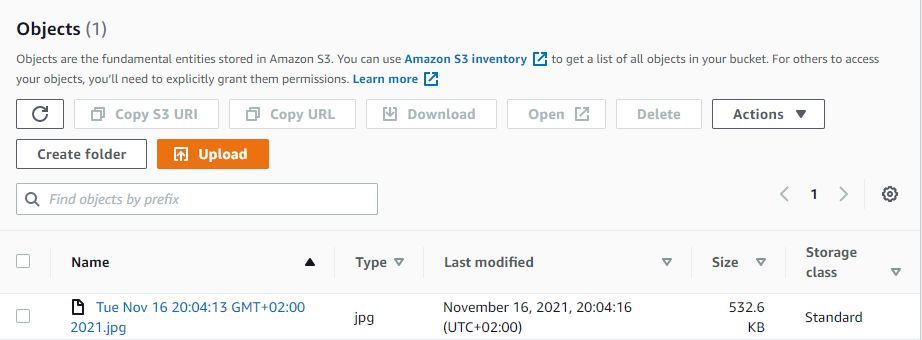 Objects (1)
Objects are the fundamental entities stored in Amazon S3. You can use Amazon S3 inventory to get a list of all objects in your bucket. For others to access
your objects, you'll need to explicitly grant them permissions. Learn more
Copy S3 URI Copy URL Download Open Delete Actions
Create folder Upload
Find objects by prefix 1
Name Type Last modified Size Storage
class
Tue Nov 16 20:04:13 GMT+02:00 jpg November 16, 2021, 20:04:16 532.6 Standard
2021.jpg (UTC+02:00) KB